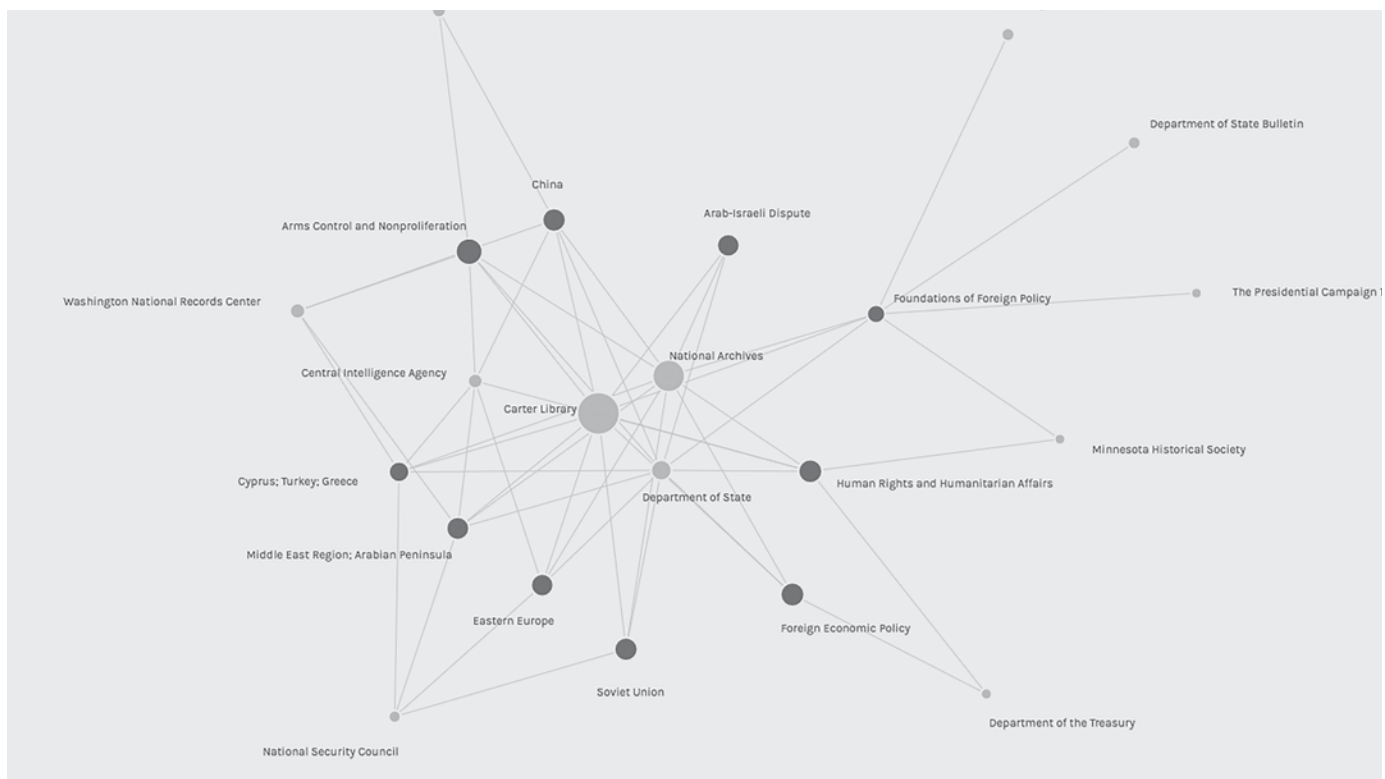 Department of State Bulletin
China
Arab-Israeli Dispute
Arms Control and Nonproliferation
The Presidential Campaign
Foundations of Foreign Policy
Washington National Records Center
National Archives
Central Intelligence Agency
Carter Library
Minnesota Historical Society
Cyprus; Turkey; Greece
Human Rights and Humanitarian Affairs
Department of State
Middle East Region; Arabian Peninsula
Eastern Europe
Foreign Economic Policy
Soviet Union
Department of the Treasury
National Security Council